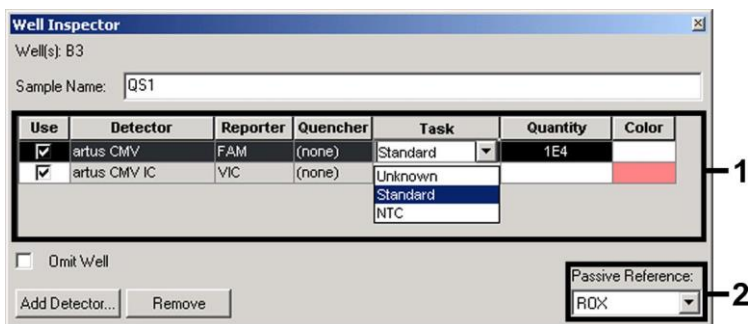 Well Inspector
Well(s): B3
Sample Name: QS1
Use Detector Reporter Quencher Task Quantity Color
artus CMV FAM (none) Standard 1E4
artus CMV IC VIC (none)
Unknown
Standard
NTC
1
Omit Well
Passive Reference:
Add Detector... Remove ROX
2